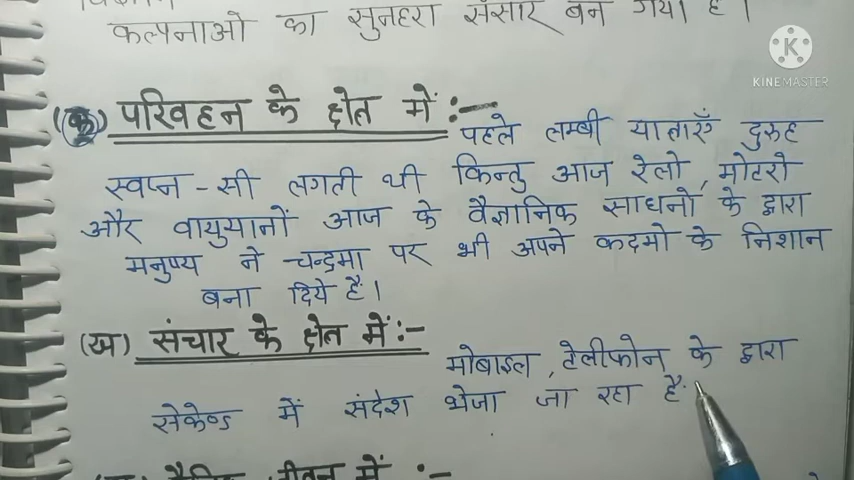 कल्पनाओ का सुनहरा संसार बन गया है ।
KINEMASTER
(क) परिवहन के क्षेत्र में :-
पहले लम्बी यात्राएँ दुरुह
स्वप्न - सी लगती थी किन्तु आज रेलो, मोटरो
और वायुयानों आज के वैज्ञानिक साधनो के द्वारा
मनुष्य ने चन्द्रमा पर भी अपने कदमो के निशान
बना दिये हैं ।
(ख) संचार के क्षेत्र में :-
मोबाइल, टेलीफोन के द्वारा
सेकेण्ड में संदेश भेजा जा रहा है
में :-